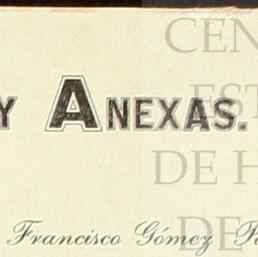 Y ANEXAS.
Francisco Gómez
CEN
EST
DE H
DE